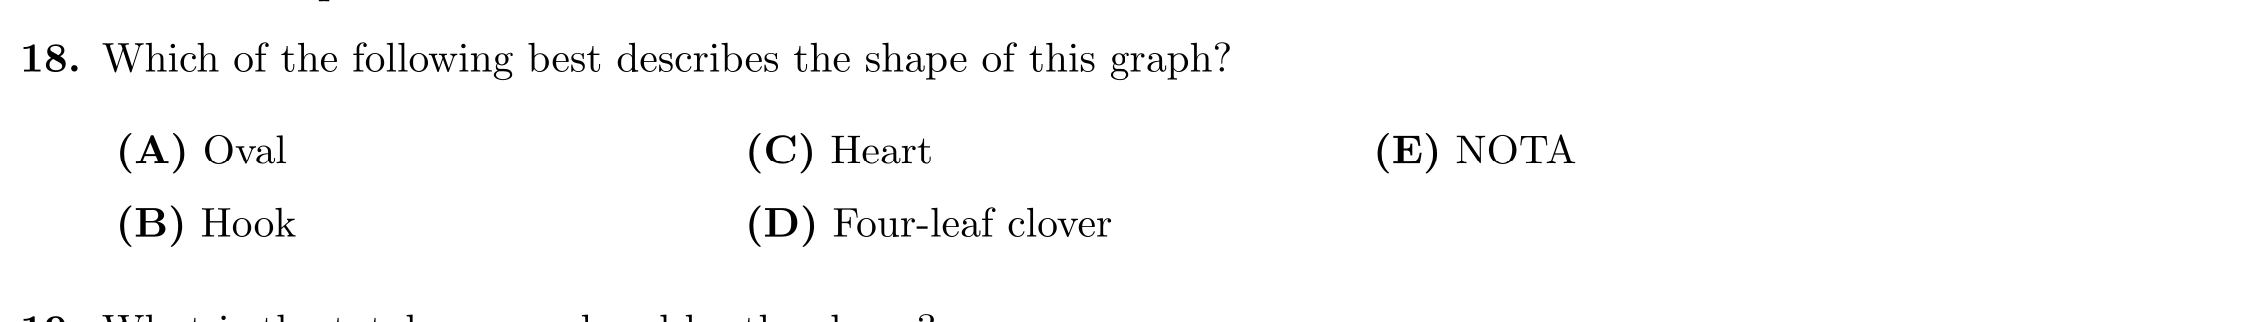 18. Which of the following best describes the shape of this graph?
(A) Oval
(B) Hook
(C) Heart
(D) Four-leaf clover
(E) NOTA